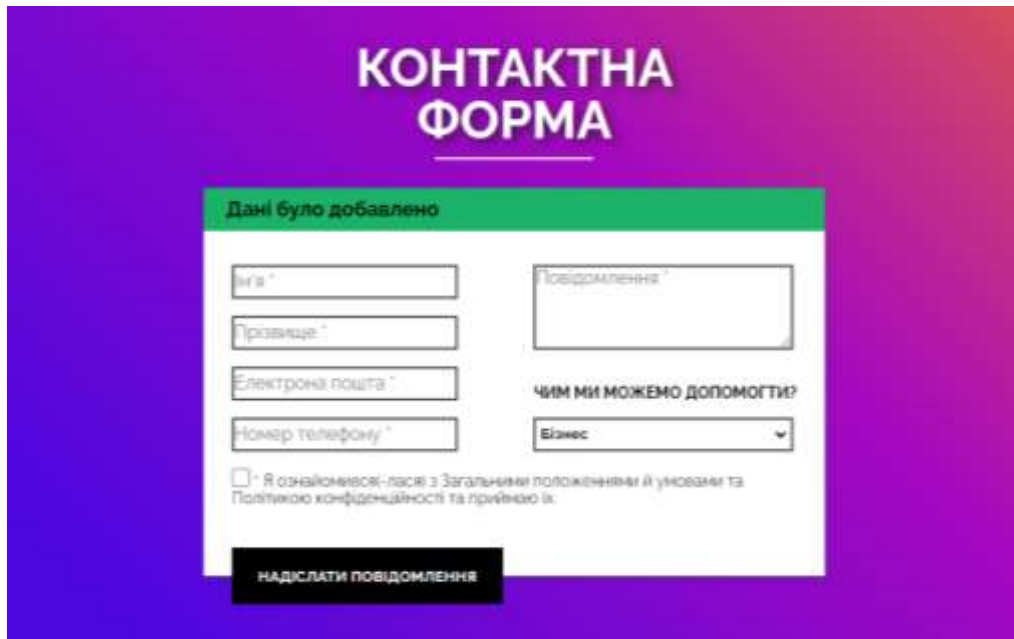 КОНТАКТНА
ФОРМА
Дані було добавлено
Ім'я *
Прізвище *
Електрона пошта *
Номер телефону *
Повідомлення *
ЧИМ МИ МОЖЕМО ДОПОМОГТИ?
Бізнес
* Я ознайомився(-лася) з Загальними положеннями й умовами та
Політикою конфіденційності та приймаю їх
НАДІСЛАТИ ПОВІДОМЛЕННЯ